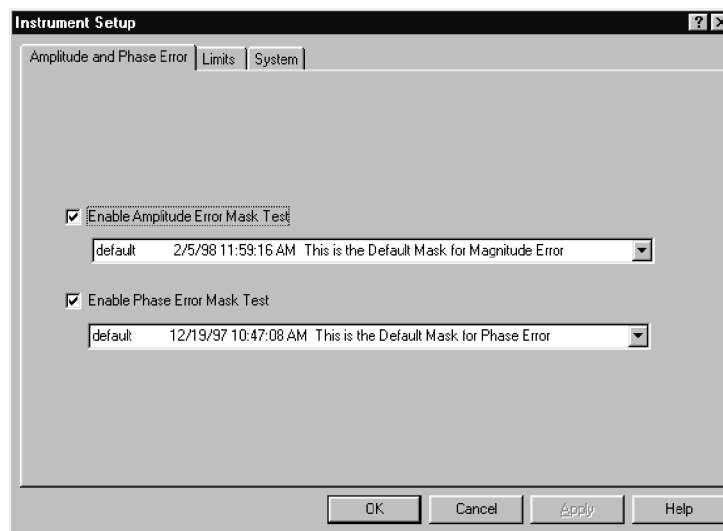 Instrument Setup
Amplitude and Phase Error Limits System
Enable Amplitude Error Mask Test
default 2/5/98 11:59:16 AM This is the Default Mask for Magnitude Error
Enable Phase Error Mask Test
default 12/19/97 10:47:08 AM This is the Default Mask for Phase Error
OK Cancel Apply Help